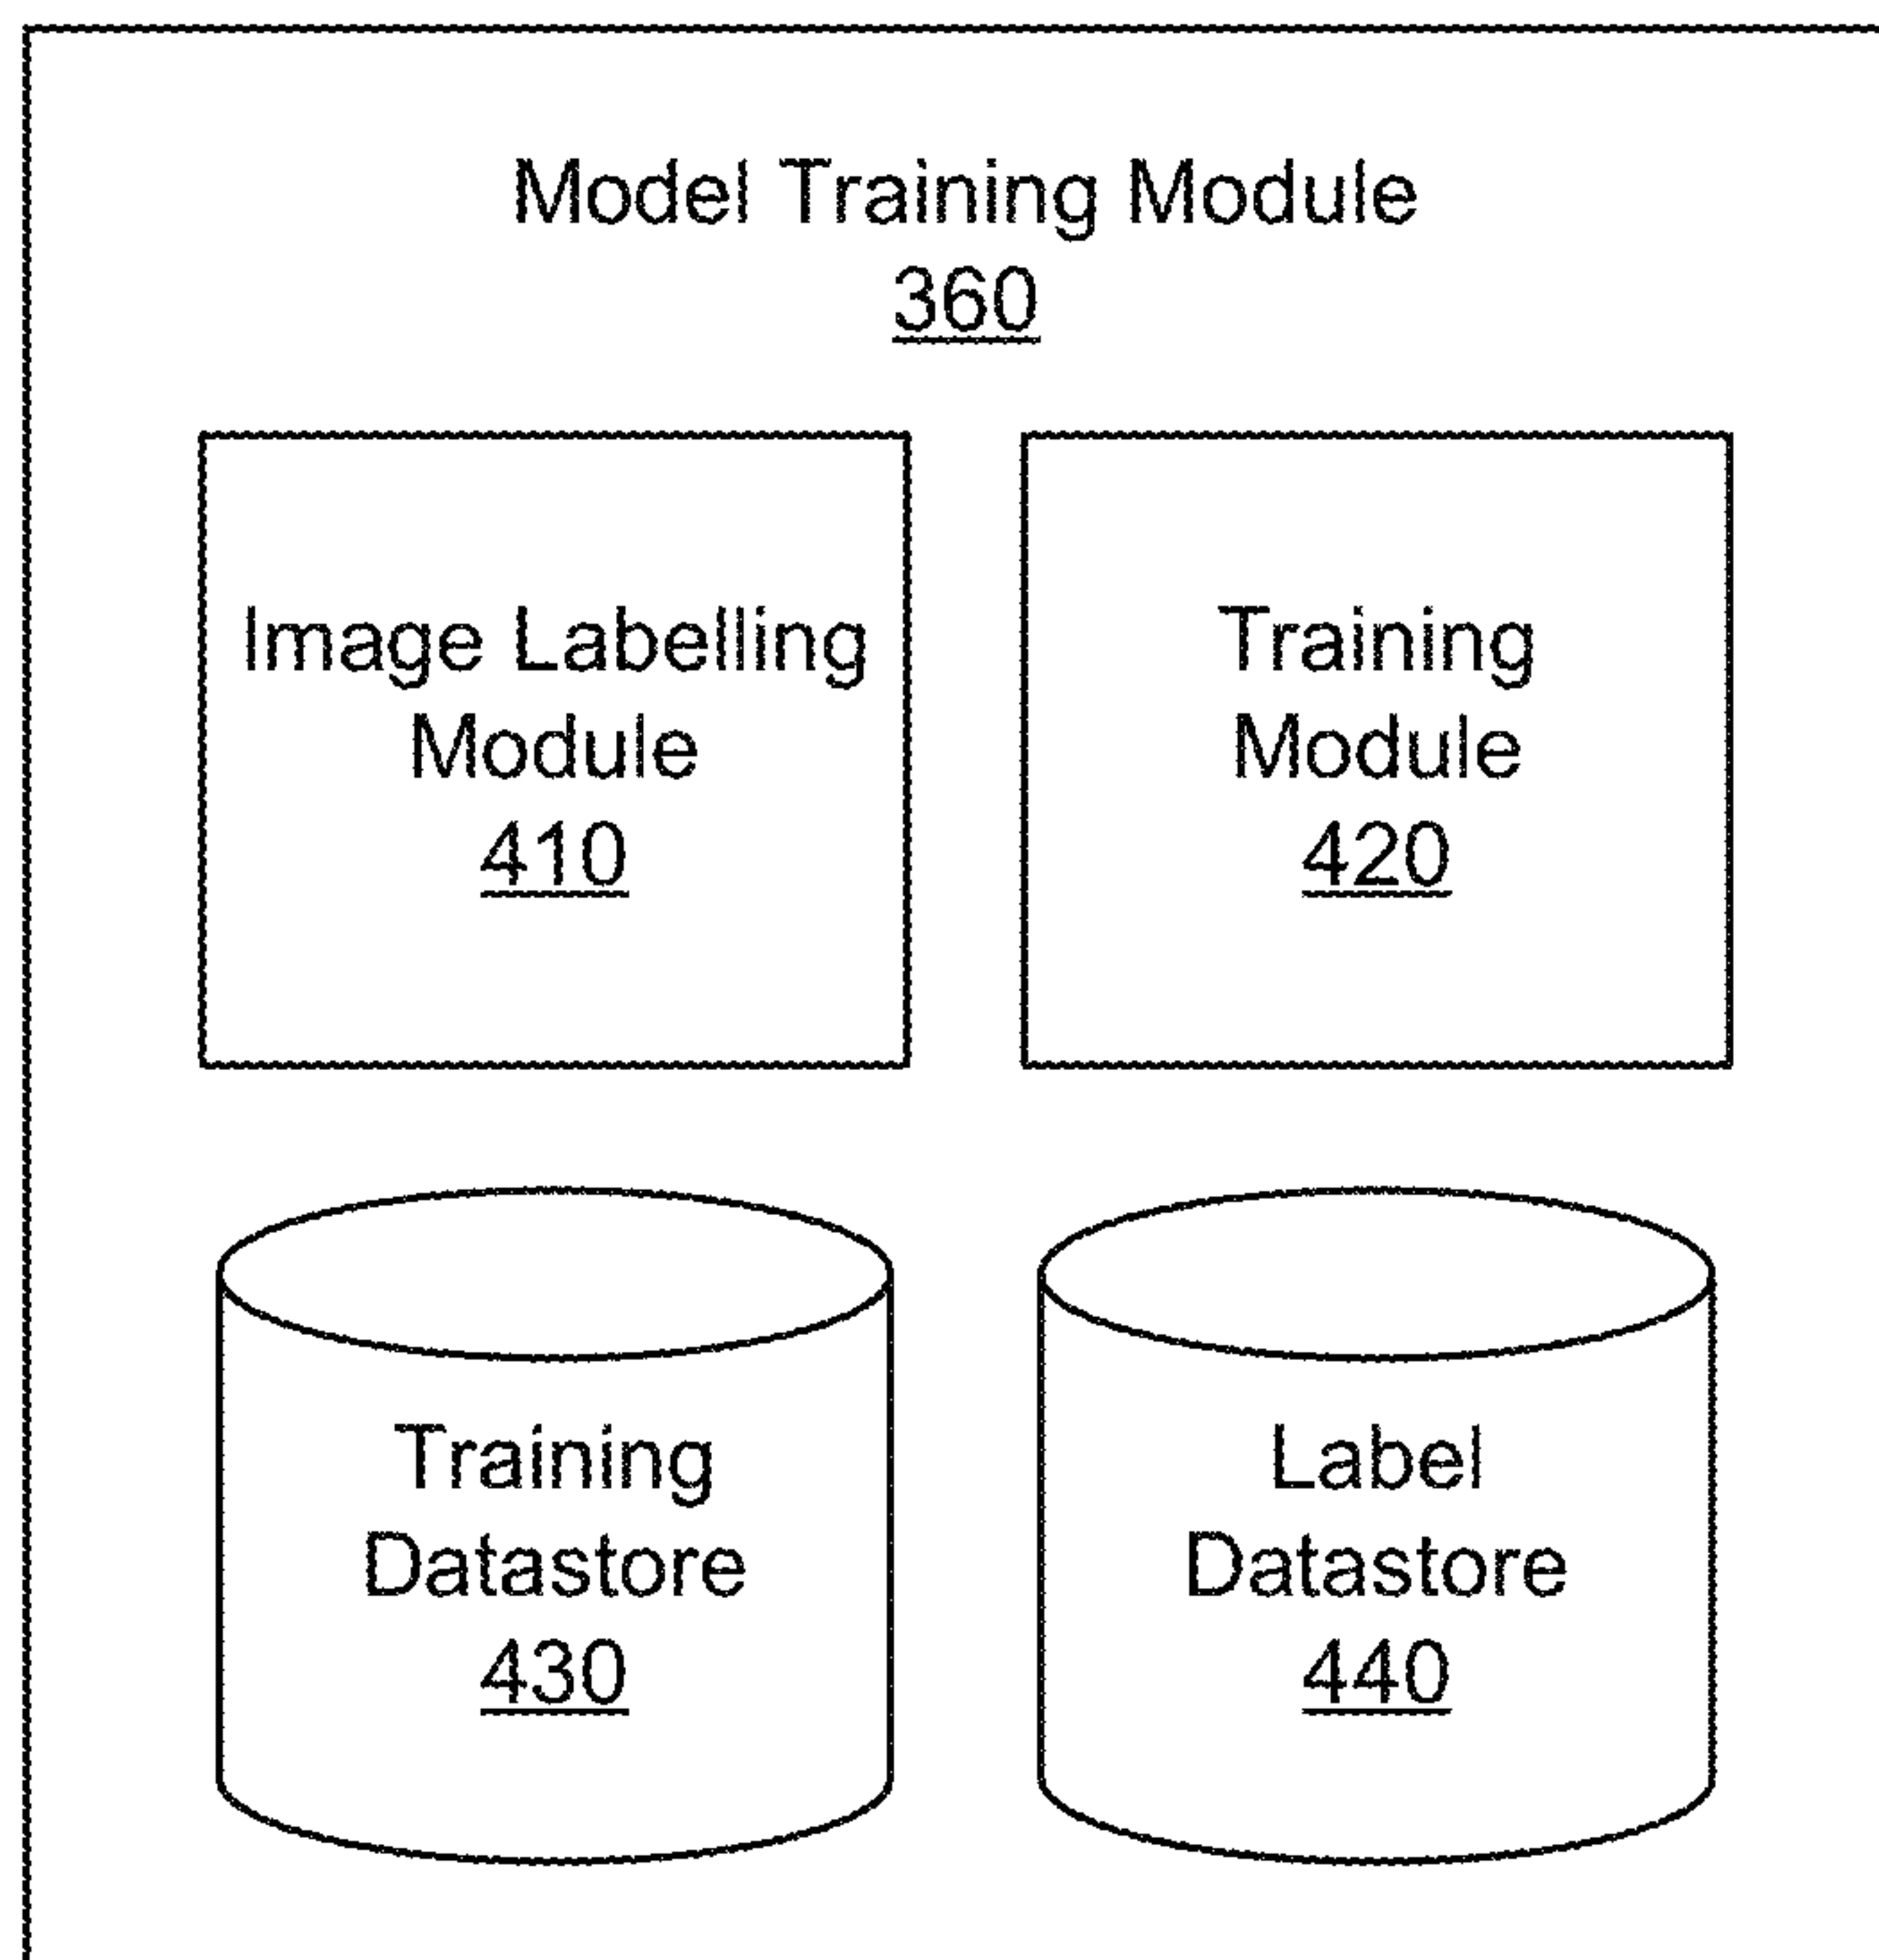 Model Training Module
360
Image Labelling
Module
410
Training
Module
420
Training
Datastore
430
Label
Datastore
440